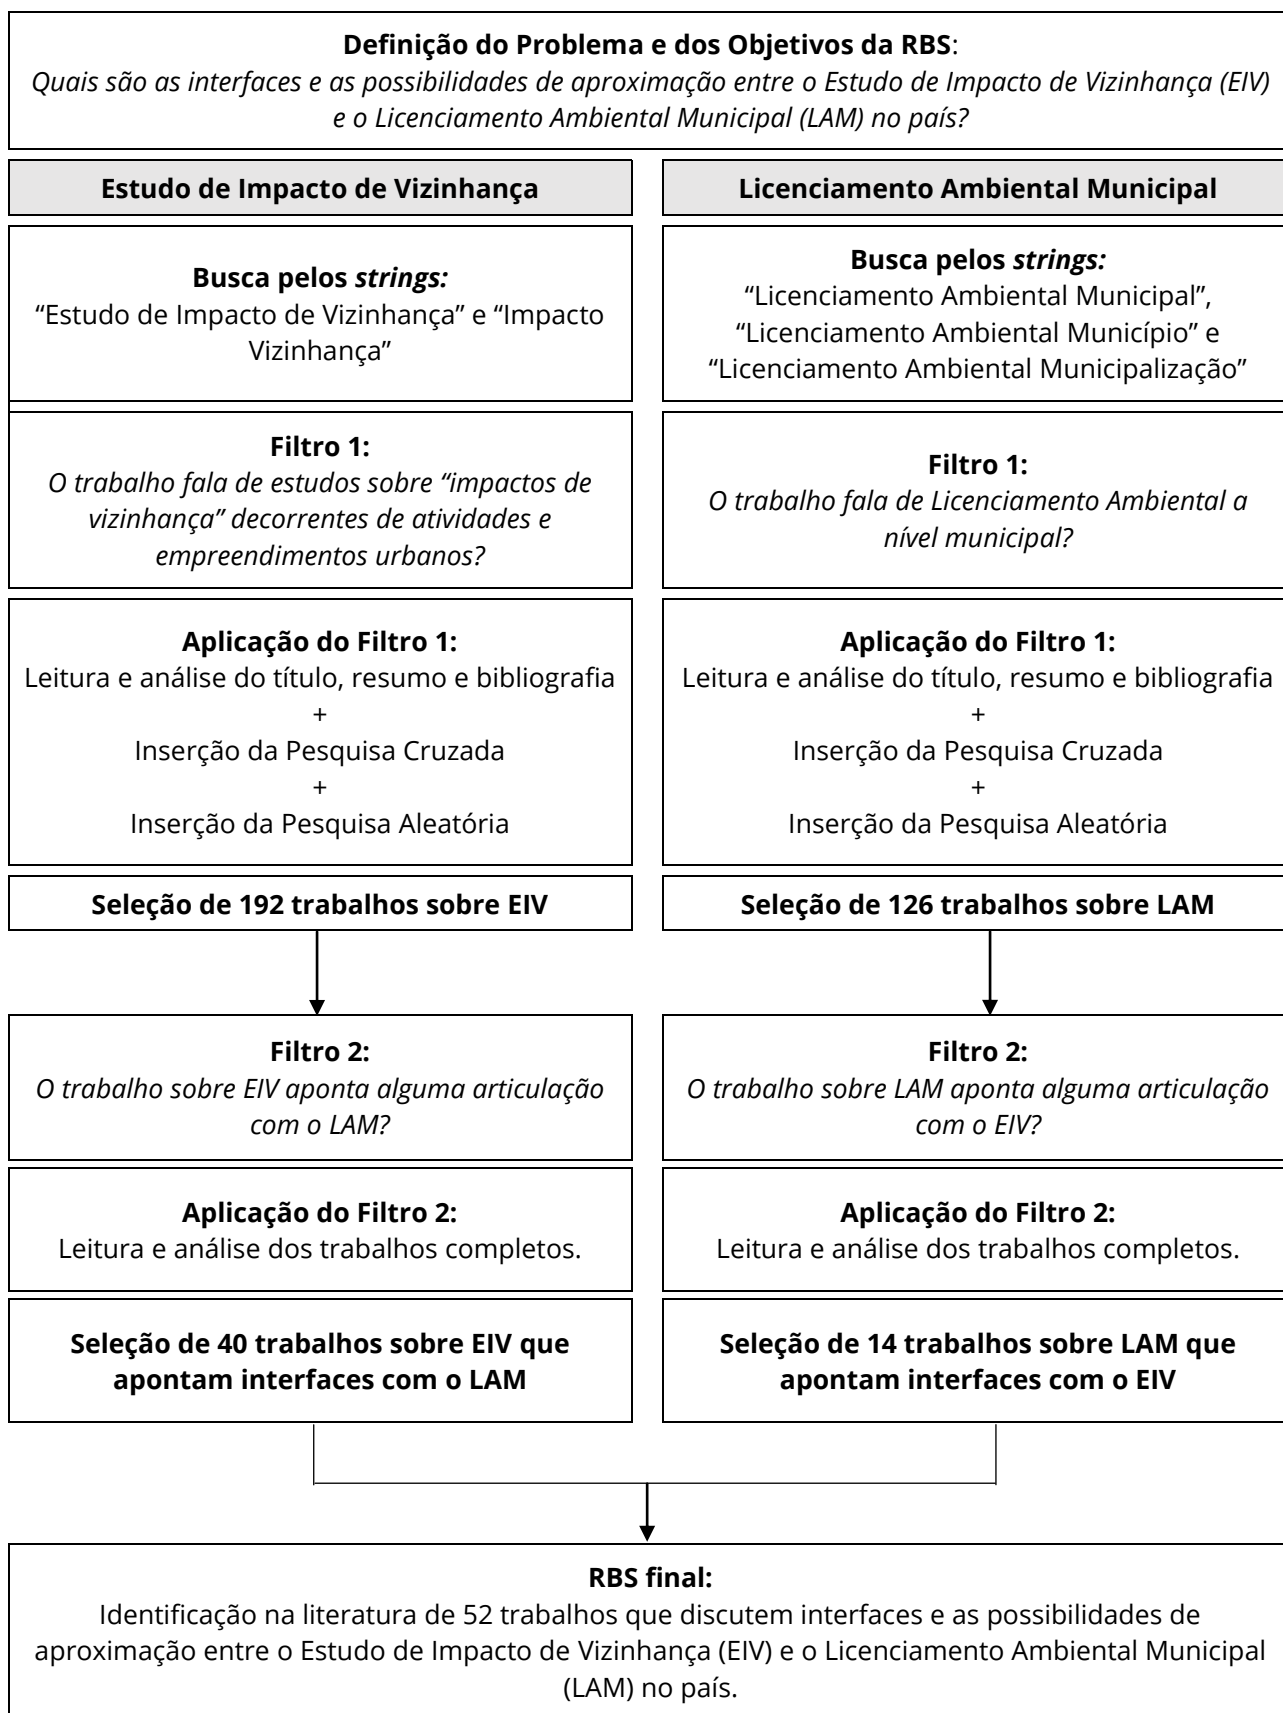 Definição do Problema e dos Objetivos da RBS:
Quais são as interfaces e as possibilidades de aproximação entre o Estudo de Impacto de Vizinhança (EIV)
e o Licenciamento Ambiental Municipal (LAM) no país?
Estudo de Impacto de Vizinhança
Busca pelos strings:
“Estudo de Impacto de Vizinhança” e “Impacto
Vizinhança”
Filtro 1:
O trabalho fala de estudos sobre “impactos de
vizinhança” decorrentes de atividades e
empreendimentos urbanos?
Aplicação do Filtro 1:
Leitura e análise do título, resumo e bibliografia
+
Inserção da Pesquisa Cruzada
+
Inserção da Pesquisa Aleatória
Seleção de 192 trabalhos sobre EIV
Filtro 2:
O trabalho sobre EIV aponta alguma articulação
com o LAM?
Aplicação do Filtro 2:
Leitura e análise dos trabalhos completos.
Seleção de 40 trabalhos sobre EIV que
apontam interfaces com o LAM
Licenciamento Ambiental Municipal
Busca pelos strings:
“Licenciamento Ambiental Municipal”,
“Licenciamento Ambiental Município” e
“Licenciamento Ambiental Municipalização”
Filtro 1:
O trabalho fala de Licenciamento Ambiental a
nível municipal?
Aplicação do Filtro 1:
Leitura e análise do título, resumo e bibliografia
+
Inserção da Pesquisa Cruzada
+
Inserção da Pesquisa Aleatória
Seleção de 126 trabalhos sobre LAM
Filtro 2:
O trabalho sobre LAM aponta alguma articulação
com o EIV?
Aplicação do Filtro 2:
Leitura e análise dos trabalhos completos.
Seleção de 14 trabalhos sobre LAM que
apontam interfaces com o EIV
RBS final:
Identificação na literatura de 52 trabalhos que discutem interfaces e as possibilidades de
aproximação entre o Estudo de Impacto de Vizinhança (EIV) e o Licenciamento Ambiental Municipal
(LAM) no país.